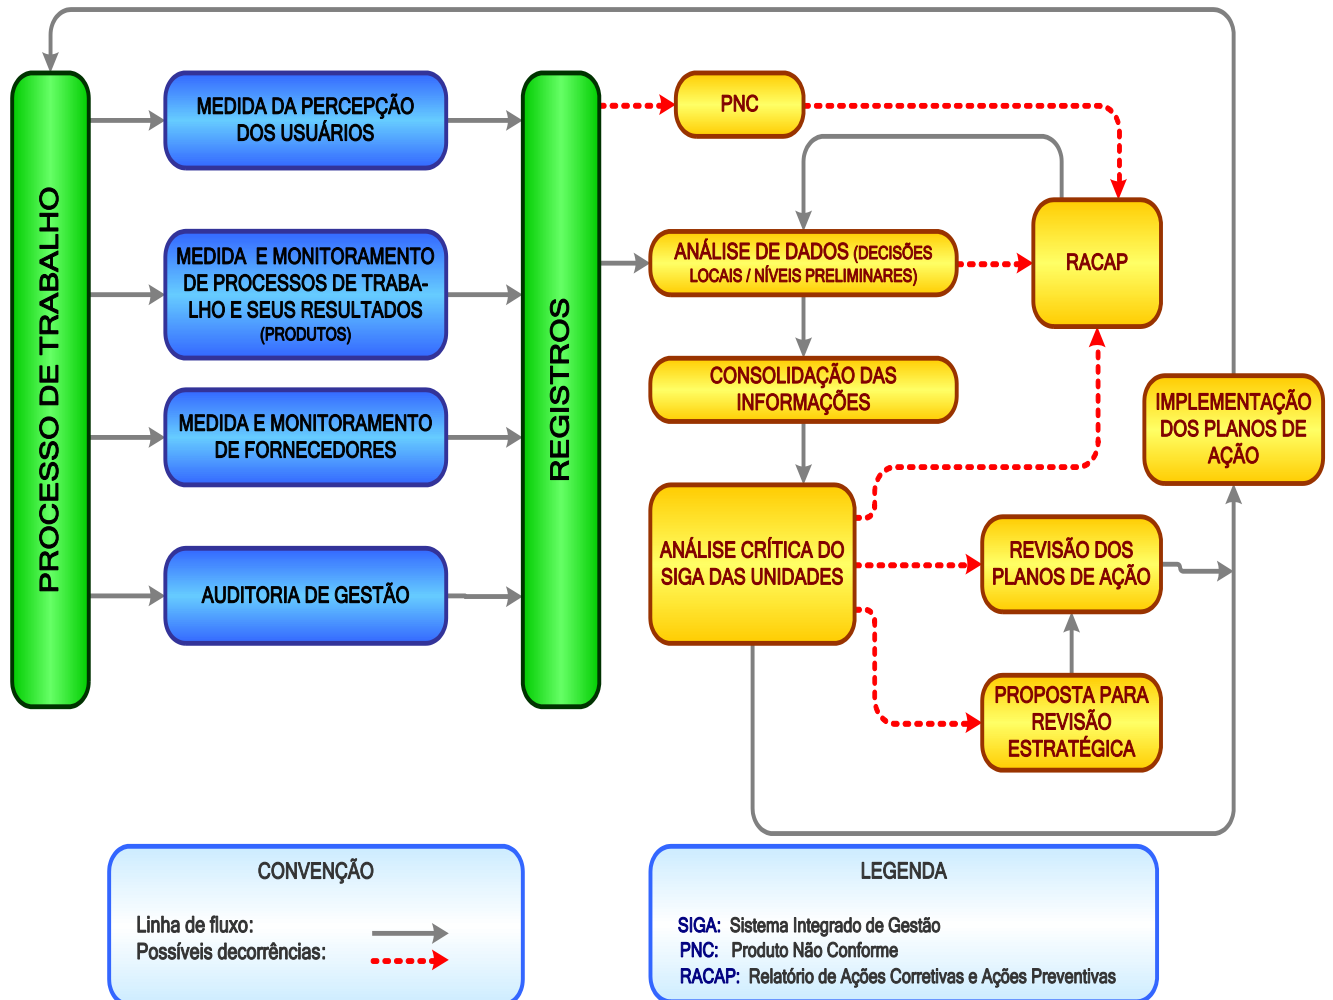 PROCESSO DE TRABALHO
MEDIDA DA PERCEPÇÃO
DOS USUÁRIOS
MEDIDA E MONITORAMENTO
DE PROCESSOS DE TRABA-
LHO E SEUS RESULTADOS
(PRODUTOS)
MEDIDA E MONITORAMENTO
DE FORNECEDORES
AUDITORIA DE GESTÃO
REGISTROS
PNC
ANÁLISE DE DADOS (DECISÕES
LOCAIS / NÍVEIS PRELIMINARES)
RACAP
CONSOLIDAÇÃO DAS
INFORMAÇÕES
IMPLEMENTAÇÃO
DOS PLANOS DE
AÇÃO
ANÁLISE CRÍTICA DO
SIGA DAS UNIDADES
REVISÃO DOS
PLANOS DE AÇÃO
PROPOSTA PARA
REVISÃO
ESTRATÉGICA
CONVENÇÃO
Linha de fluxo:
Possíveis decorrências:
LEGENDA
SIGA: Sistema Integrado de Gestão
PNC: Produto Não Conforme
RACAP: Relatório de Ações Corretivas e Ações Preventivas